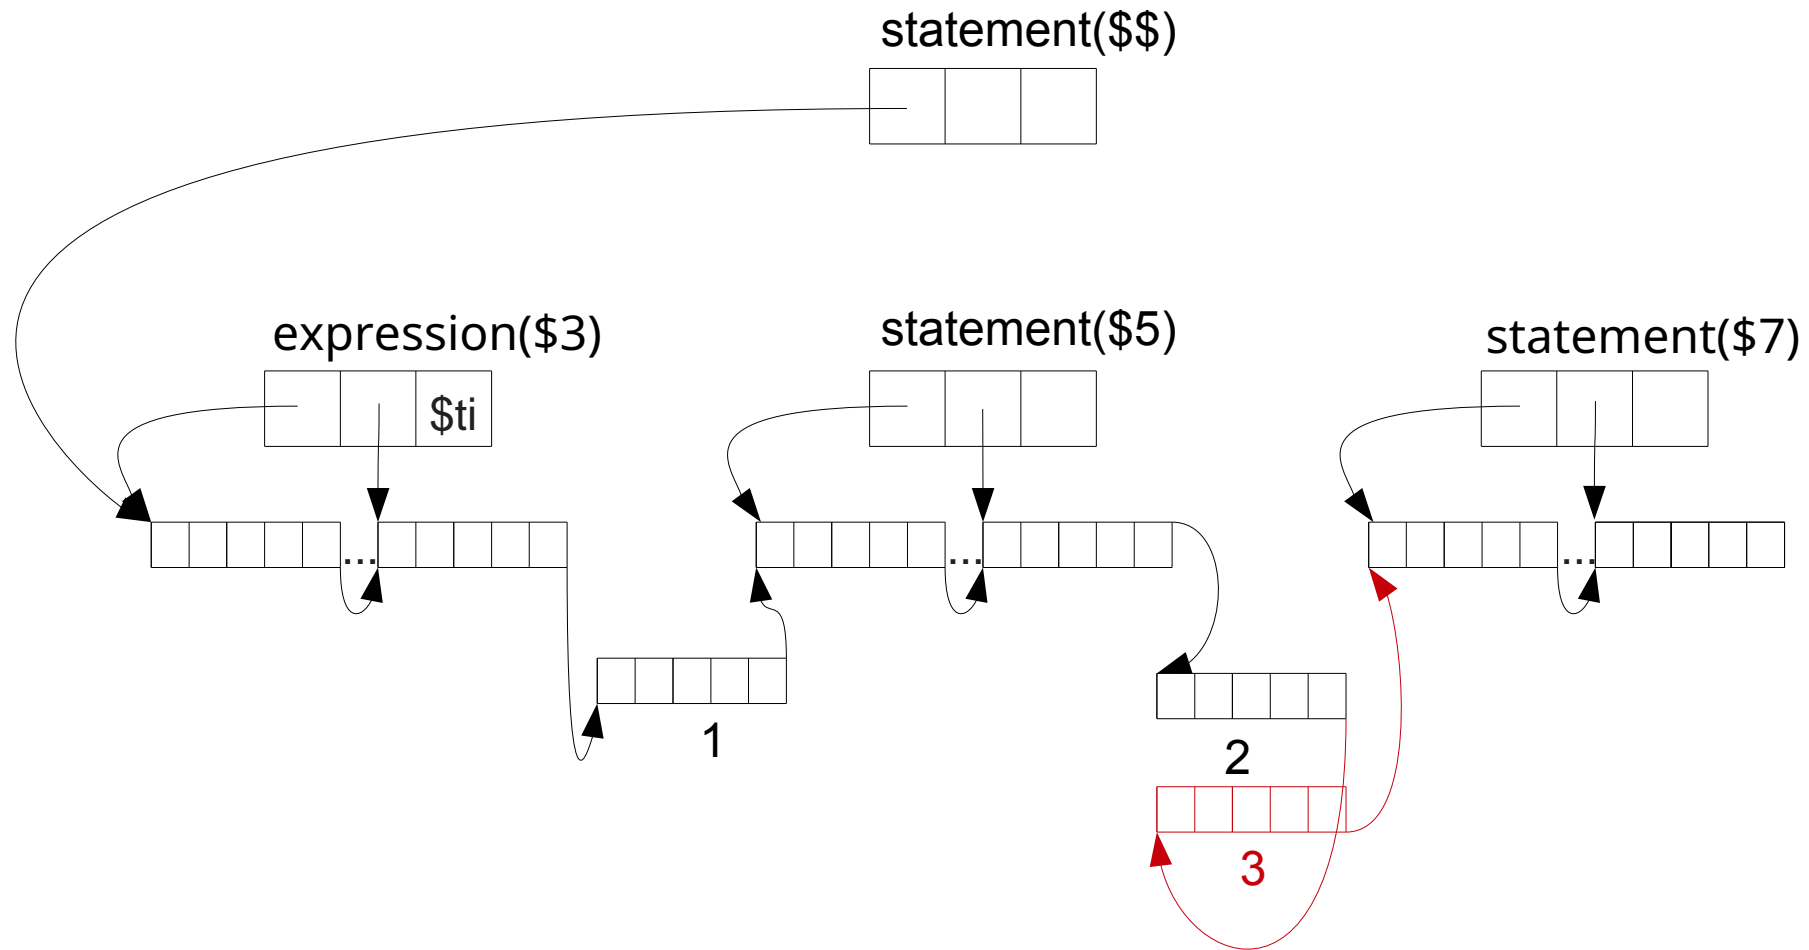 statement($$)
expression($3)
statement($5)
statement($7)
$ti
...
...
...
1
2
3